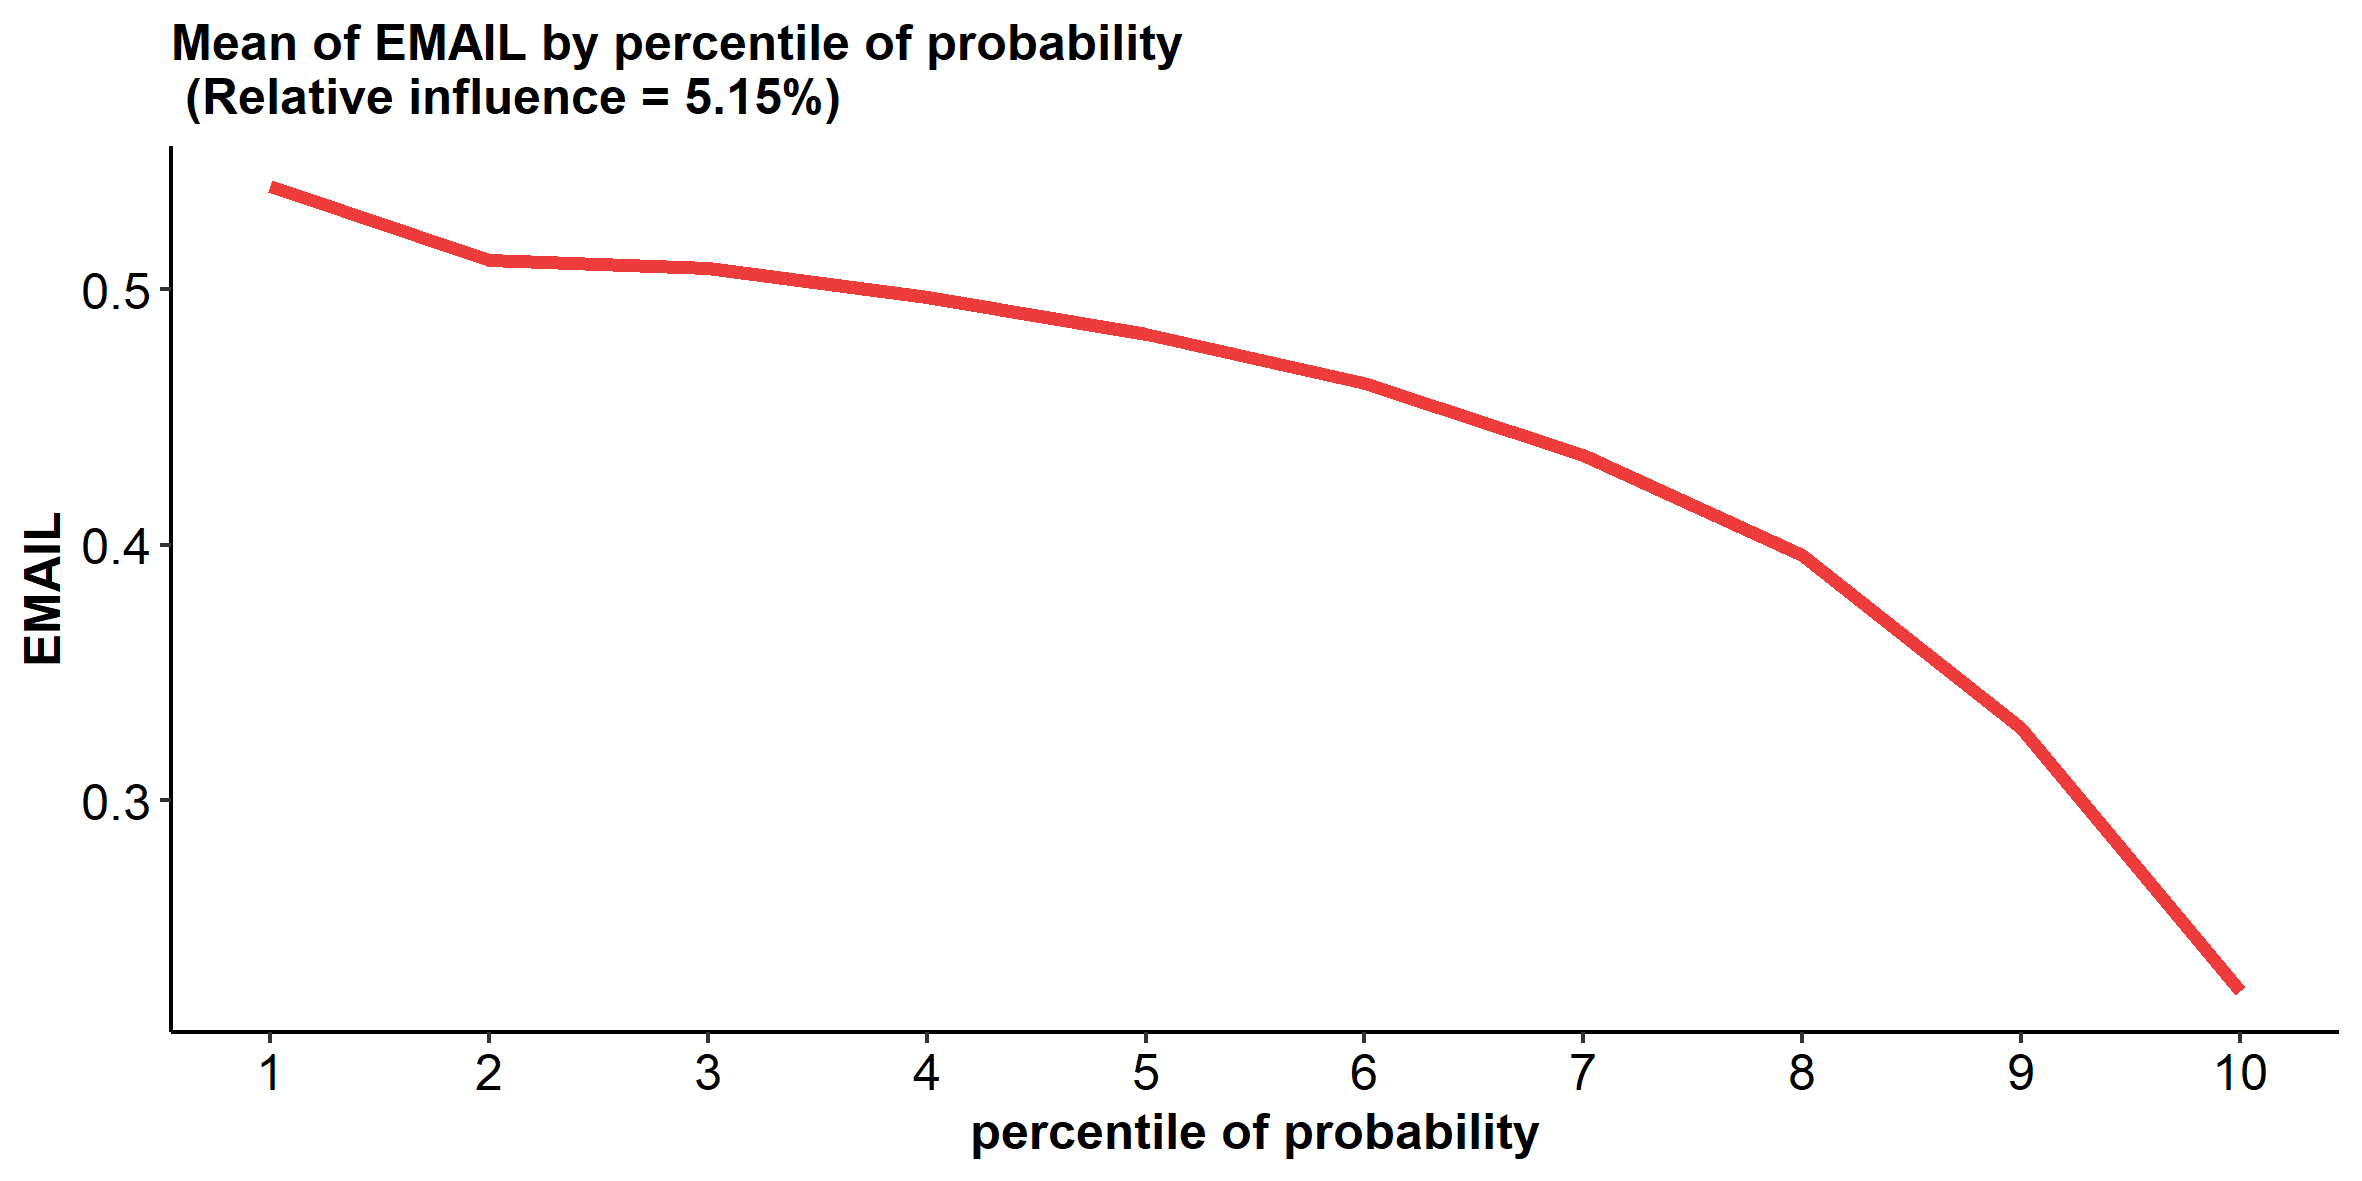 Mean of EMAIL by percentile of probability
(Relative influence = 5.15%)
EMAIL
0.5
0.4
0.3
1 2 3 4 5 6 7 8 9 10
percentile of probability